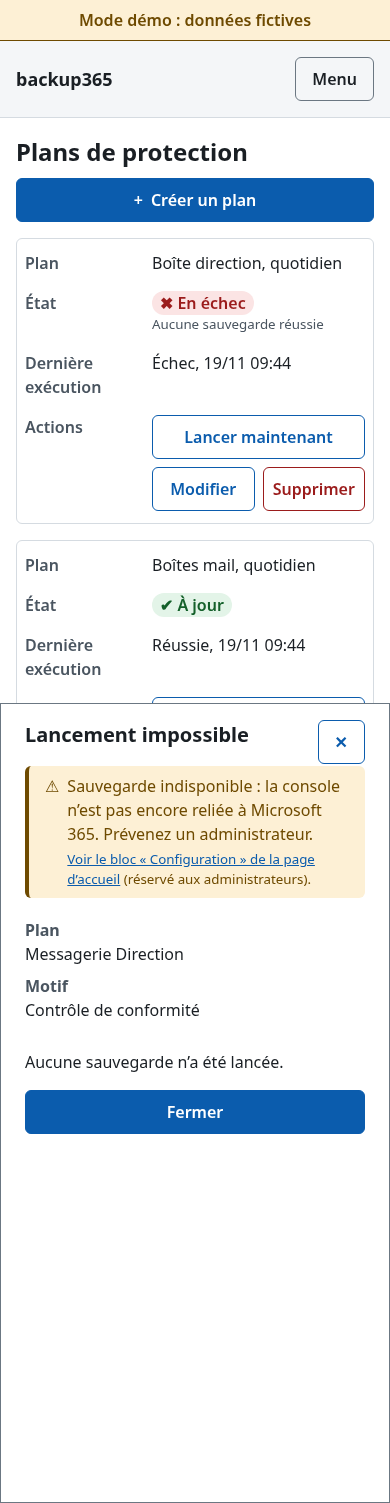 Mode démo : données fictives
backup365
Menu
Plans de protection
+ Créer un plan
Plan
Boîte direction, quotidien
État
✖ En échec
Aucune sauvegarde réussie
Dernière
exécution
Échec, 19/11 09:44
Actions
Lancer maintenant
Modifier
Supprimer
Plan
Boîtes mail, quotidien
État
✔ À jour
Dernière
exécution
Réussie, 19/11 09:44
Lancement impossible
✕
⚠ Sauvegarde indisponible : la console
n’est pas encore reliée à Microsoft
365. Prévenez un administrateur.
Voir le bloc « Configuration » de la page
d’accueil (réservé aux administrateurs).
Plan
Messagerie Direction
Motif
Contrôle de conformité
Aucune sauvegarde n’a été lancée.
Fermer